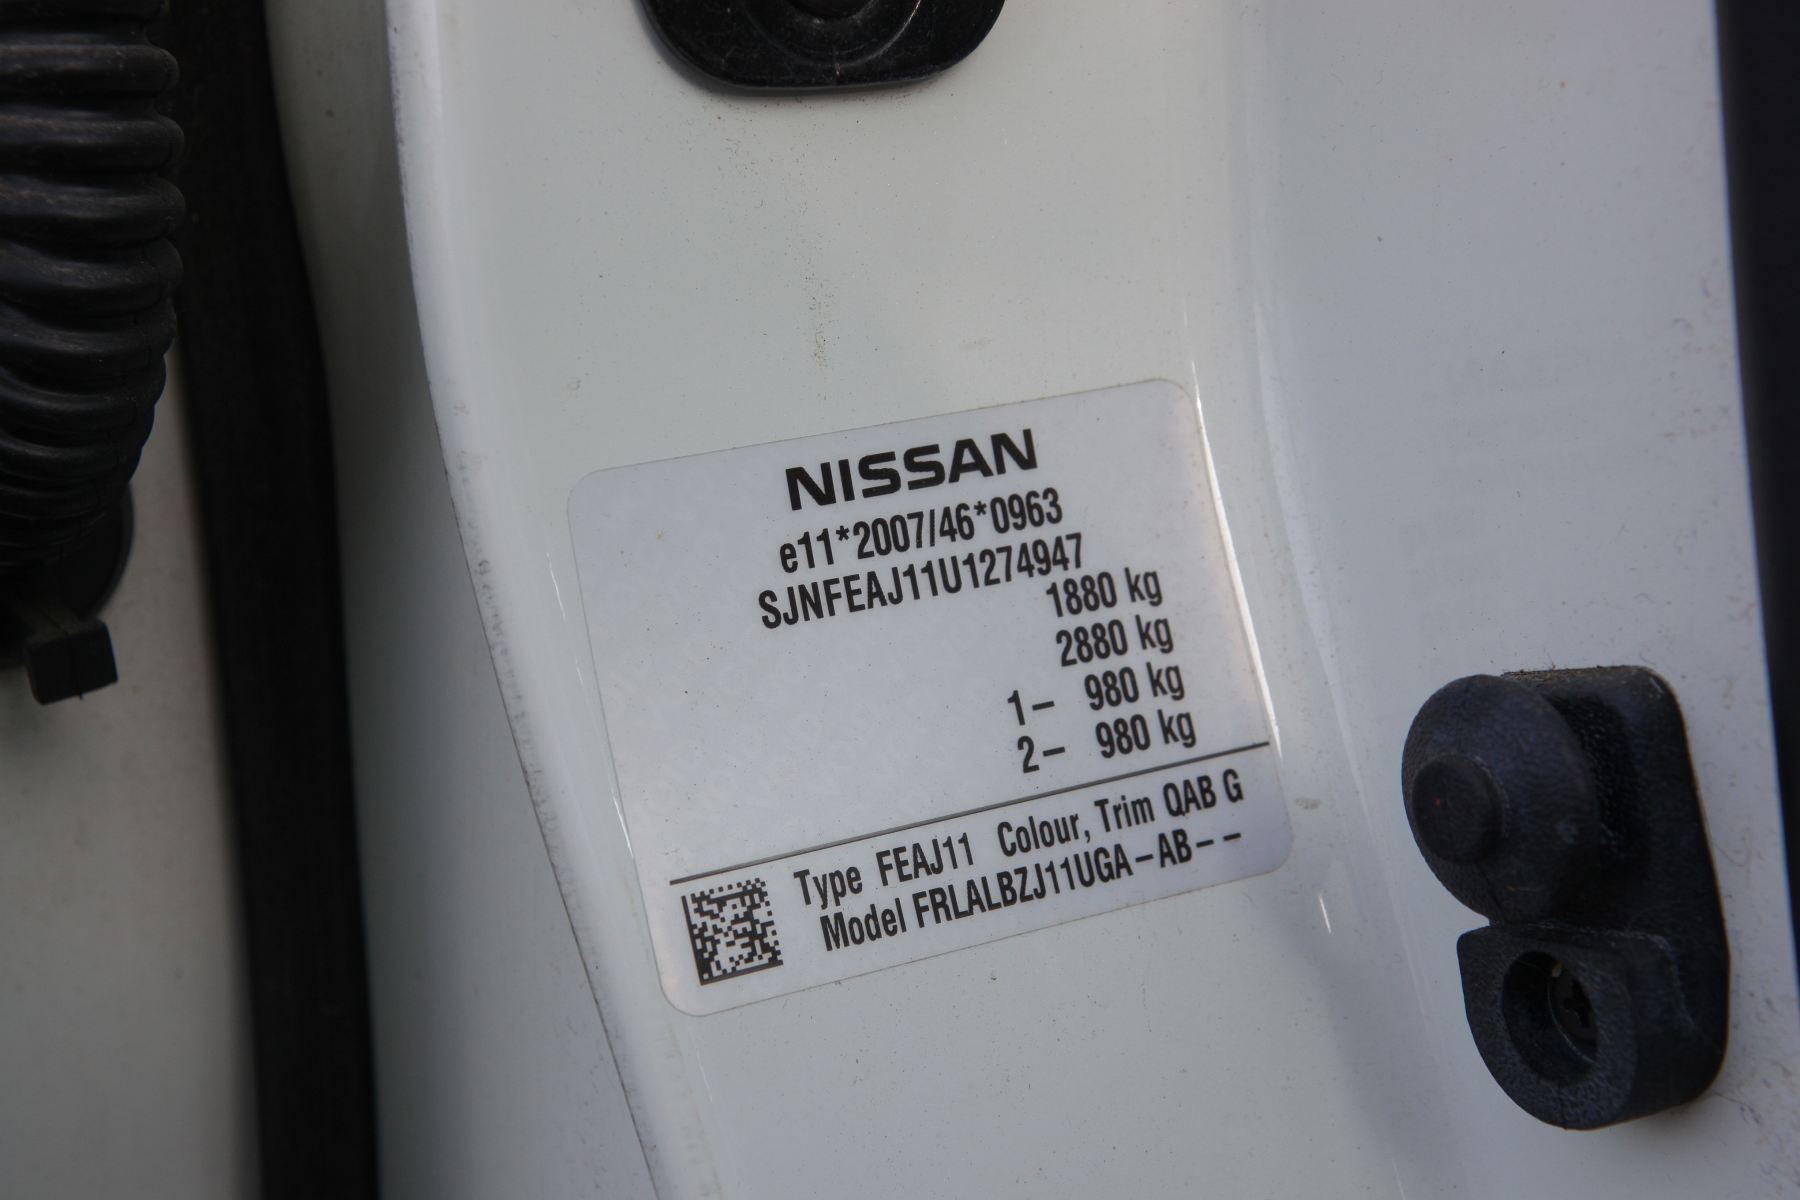 NISSAN
e11*2007/46*0963
SJNFEAJ11U1274947
1880 kg
2880 kg
1- 980 kg
2- 980 kg
Type FEAJ11 Colour, Trim QAB G
Model FRLALBZJ11UGA-AB--